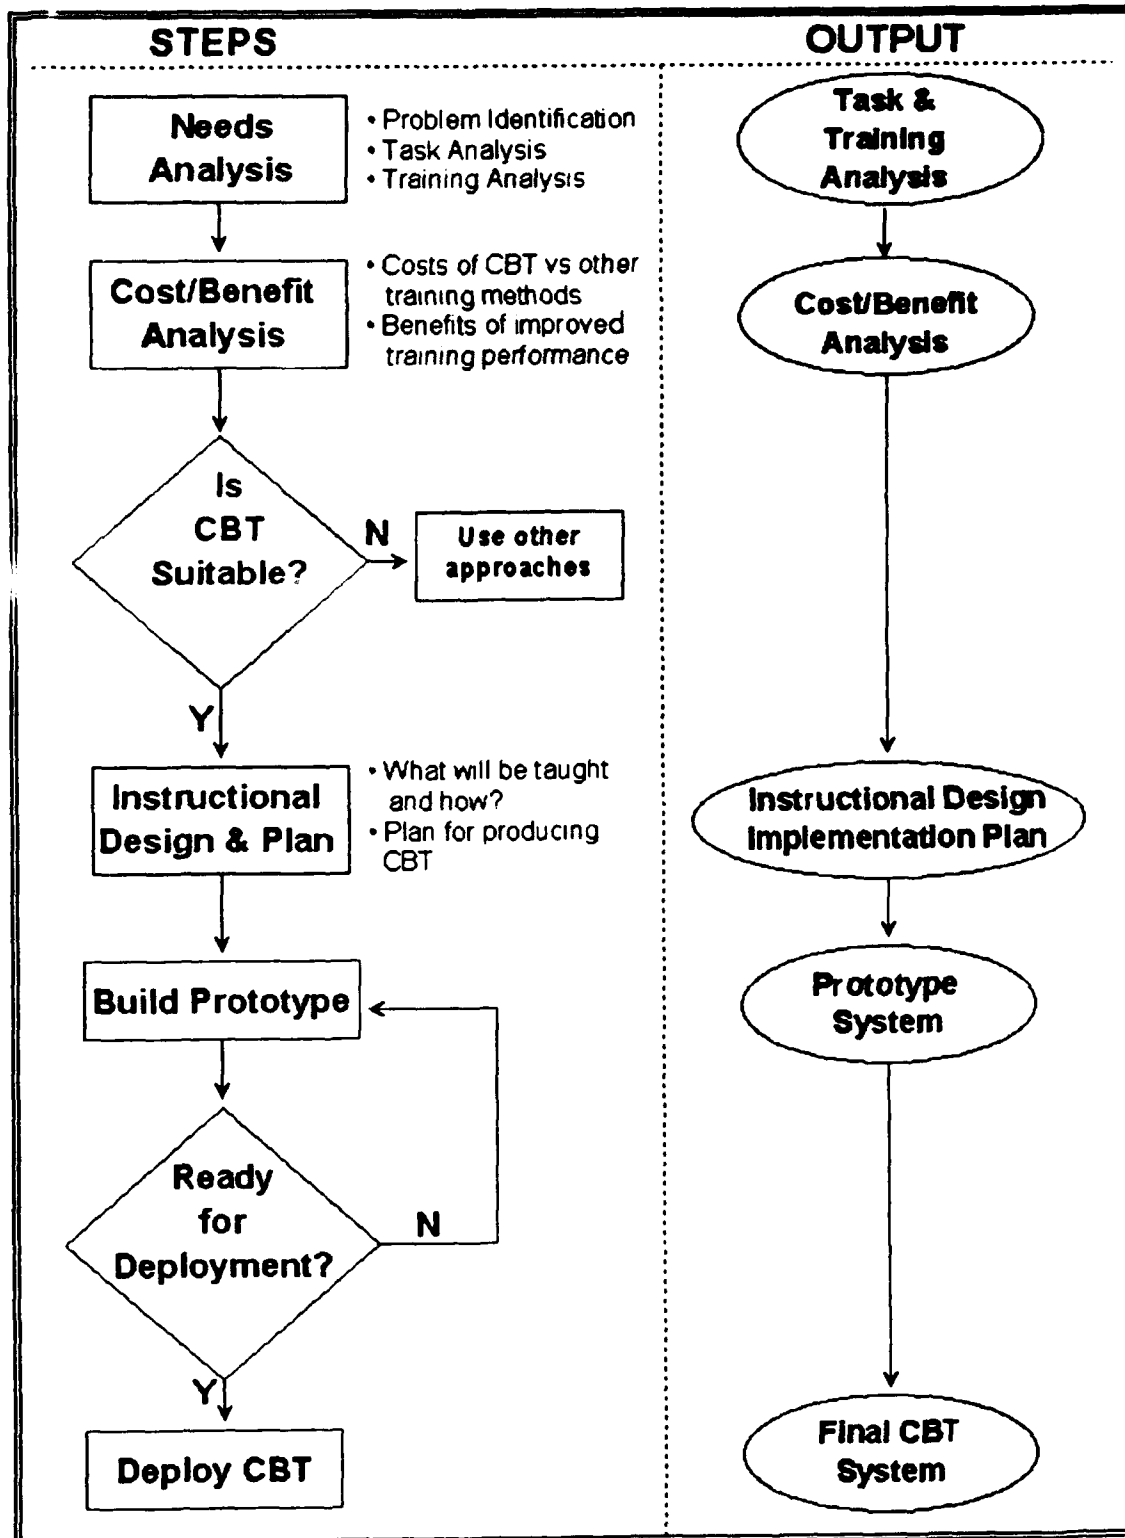 STEPS
Needs
Analysis
• Problem Identification
• Task Analysis
• Training Analysis
Cost/Benefit
Analysis
• Costs of CBT vs other
training methods
• Benefits of improved
training performance
Is
CBT
Suitable?
N
Use other
approaches
Y
Instructional
Design & Plan
• What will be taught
and how?
• Plan for producing
CBT
Build Prototype
Ready
for
Deployment?
N
Y
Deploy CBT
OUTPUT
Task &
Training
Analysis
Cost/Benefit
Analysis
Instructional Design
Implementation Plan
Prototype
System
Final CBT
System